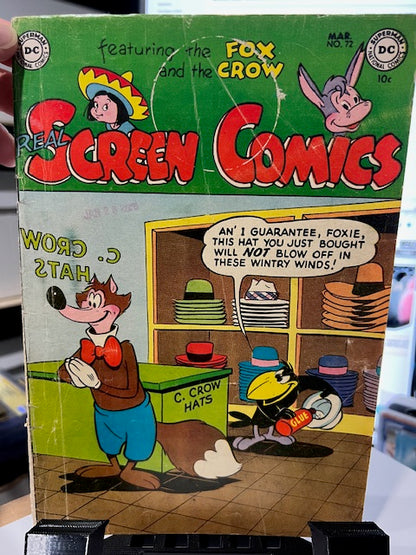 SUPERMAN
DC
NATIONAL COMICS
featuring the FOX
and the CROW
MAR.
NO. 72
SUPERMAN
DC
NATIONAL COMICS
10¢
REAL SCREEN COMICS
C. CROW
HATS
AN' I GUARANTEE, FOXIE,
THIS HAT YOU JUST BOUGHT
WILL NOT BLOW OFF IN
THESE WINTRY WINDS!
C. CROW
HATS
GLUE